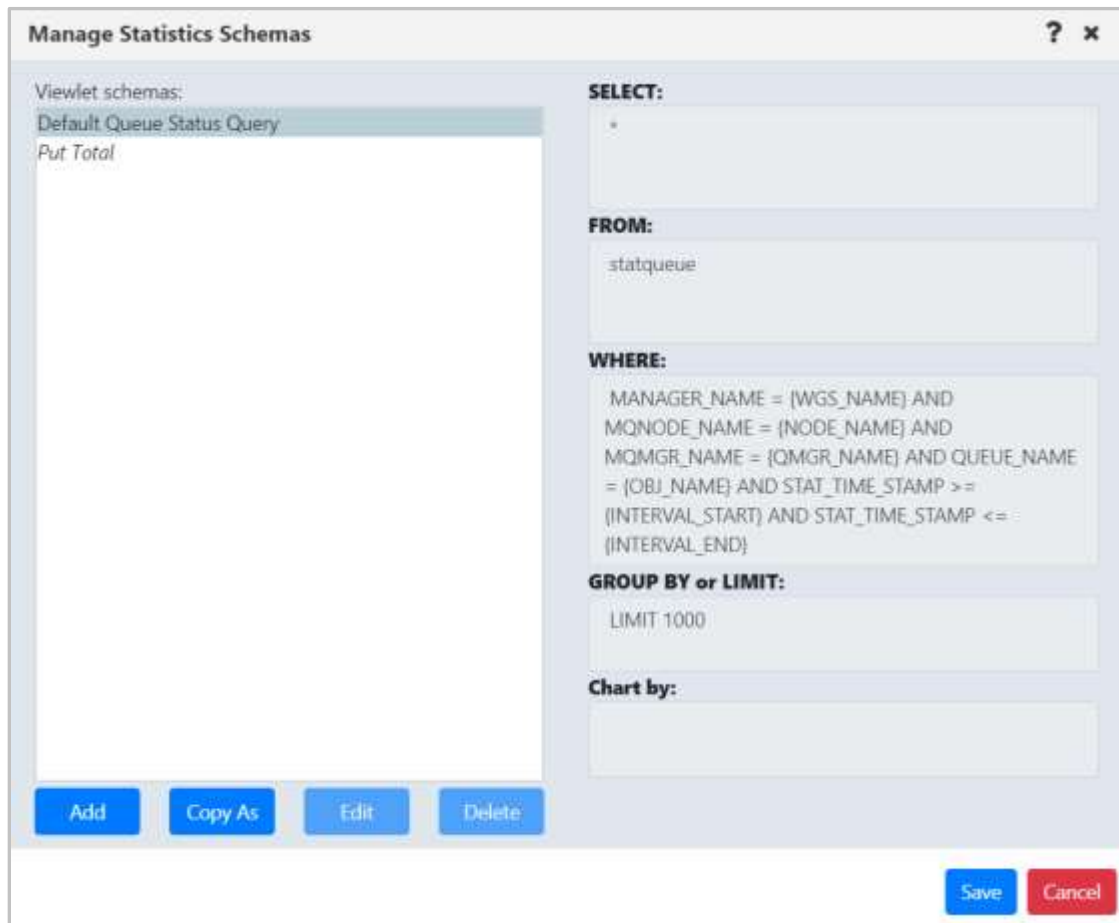 Manage Statistics Schemas
? ×
Viewlet schemas:
Default Queue Status Query
Put Total
SELECT:
*
FROM:
statqueue
WHERE:
MANAGER_NAME = {WGS_NAME} AND
MQNODE_NAME = {NODE_NAME} AND
MQMGR_NAME = {QMGR_NAME} AND QUEUE_NAME
= {OBJ_NAME} AND STAT_TIME_STAMP >=
{INTERVAL_START} AND STAT_TIME_STAMP <=
{INTERVAL_END}
GROUP BY or LIMIT:
LIMIT 1000
Chart by:
Add Copy As Edit Delete
Save Cancel